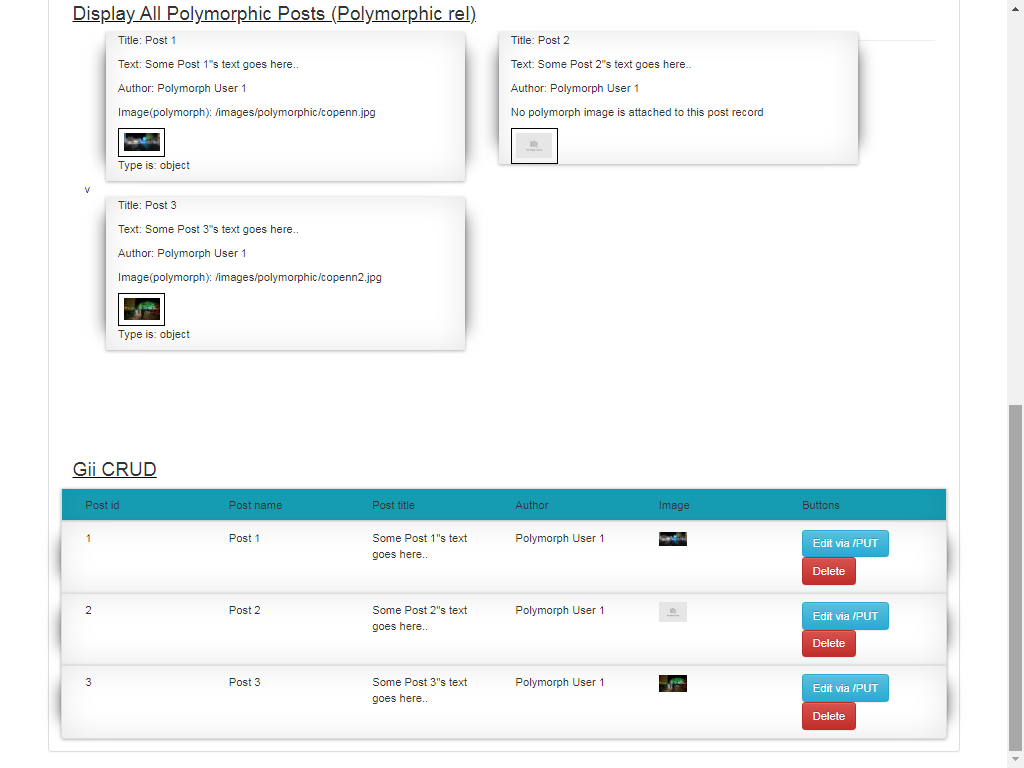 Display All Polymorphic Posts (Polymorphic rel)
Title: Post 1
Text: Some Post 1"s text goes here..
Author: Polymorph User 1
Image(polymorph): /images/polymorphic/copenn.jpg
Type is: object
Title: Post 2
Text: Some Post 2"s text goes here..
Author: Polymorph User 1
No polymorph image is attached to this post record
v
Title: Post 3
Text: Some Post 3"s text goes here..
Author: Polymorph User 1
Image(polymorph): /images/polymorphic/copenn2.jpg
Type is: object
Gii CRUD
Post id Post name Post title Author Image Buttons
1 Post 1 Some Post 1"s text Polymorph User 1 Edit via /PUT
goes here..
Delete
2 Post 2 Some Post 2"s text Polymorph User 1 Edit via /PUT
goes here..
Delete
3 Post 3 Some Post 3"s text Polymorph User 1 Edit via /PUT
goes here..
Delete